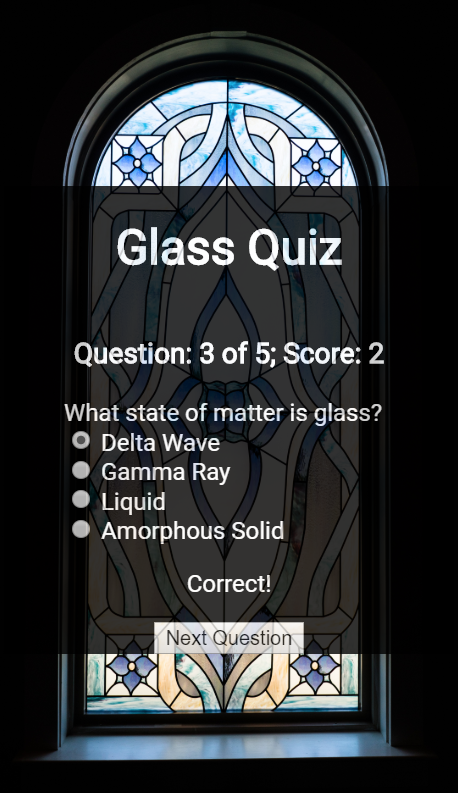 Glass Quiz
Question: 3 of 5; Score: 2
What state of matter is glass?
Delta Wave
Gamma Ray
Liquid
Amorphous Solid
Correct!
Next Question